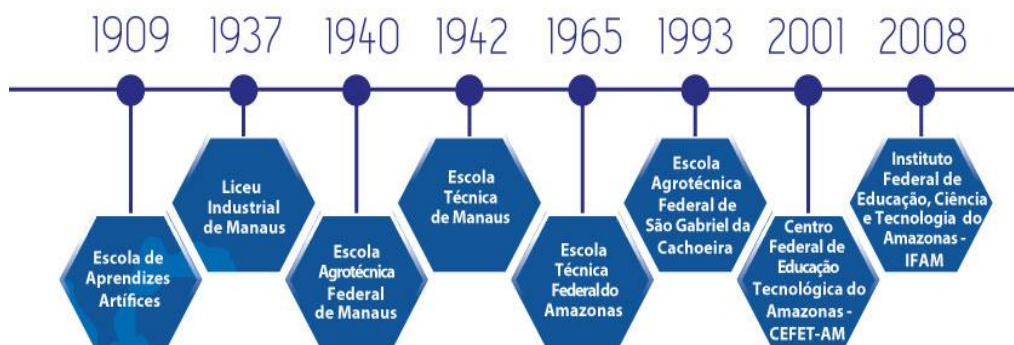 1909 1937 1940 1942 1965 1993 2001 2008
Escola de
Aprendizes
Artífices
Liceu
Industrial
de Manaus
Escola
Agrotécnica
Federal
de Manaus
Escola
Técnica
de Manaus
Escola
Técnica
Federal do
Amazonas
Escola
Agrotécnica
Federal de
São Gabriel da
Cachoeira
Centro
Federal de
Educação
Tecnológica do
Amazonas -
CEFET-AM
Instituto
Federal de
Educação, Ciência
e Tecnologia do
Amazonas -
IFAM